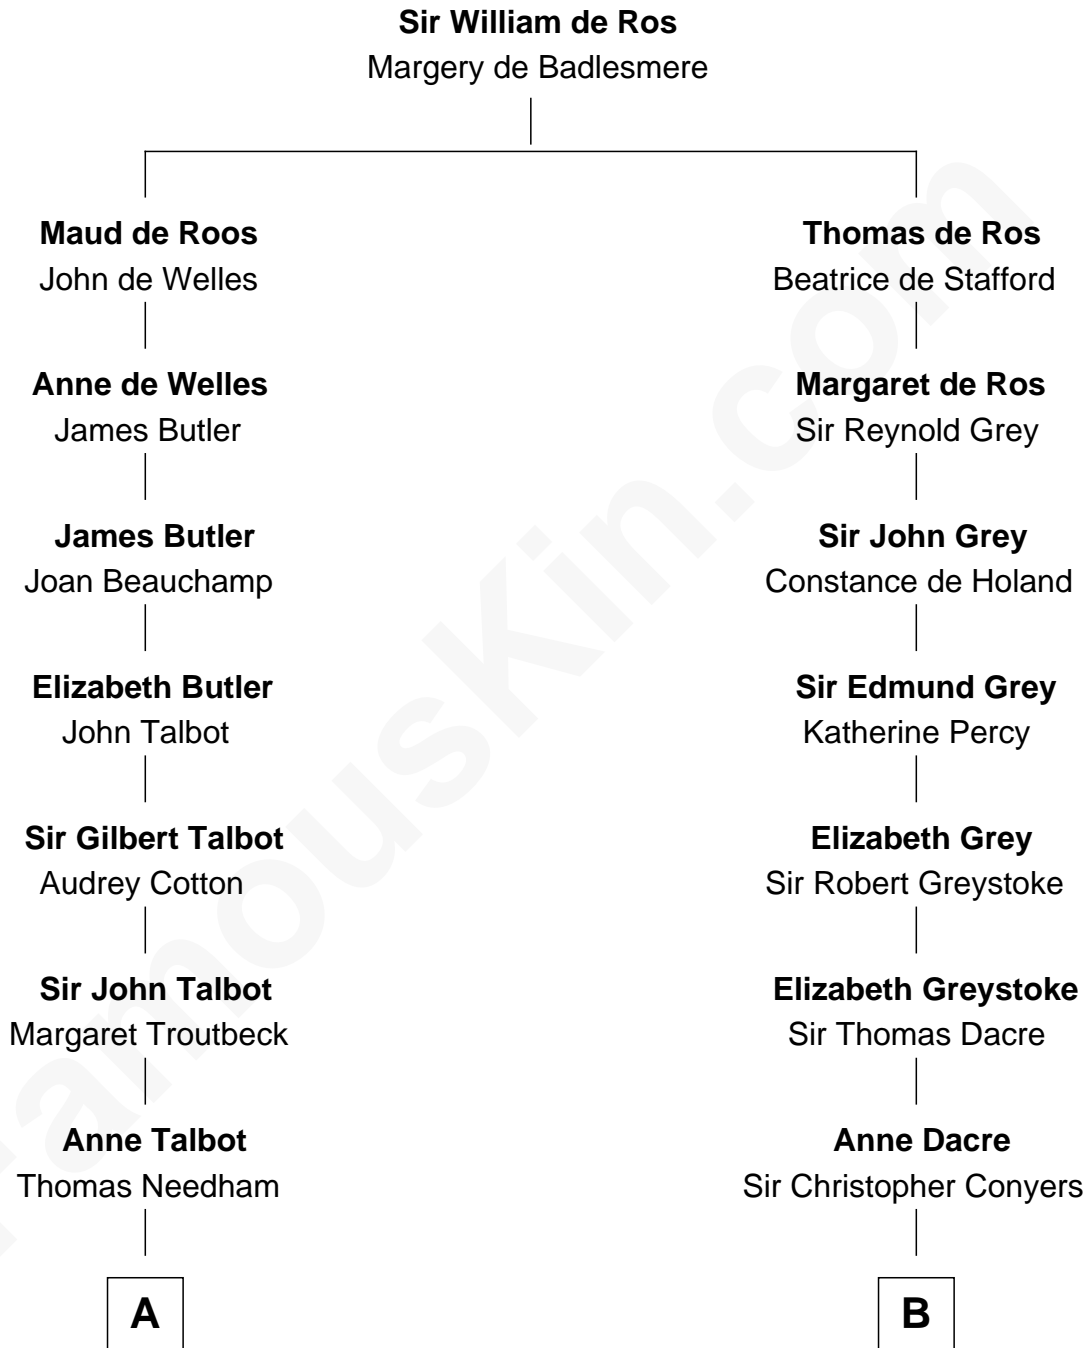 Sir William de Ros
Margery de Badlesmere
Maud de Roos
John de Welles
Anne de Welles
James Butler
James Butler
Joan Beauchamp
Elizabeth Butler
John Talbot
Sir Gilbert Talbot
Audrey Cotton
Sir John Talbot
Margaret Troutbeck
Anne Talbot
Thomas Needham
A
Thomas de Ros
Beatrice de Stafford
Margaret de Ros
Sir Reynold Grey
Sir John Grey
Constance de Holand
Sir Edmund Grey
Katherine Percy
Elizabeth Grey
Sir Robert Greystoke
Elizabeth Greystoke
Sir Thomas Dacre
Anne Dacre
Sir Christopher Conyers
B
FamousKin.com